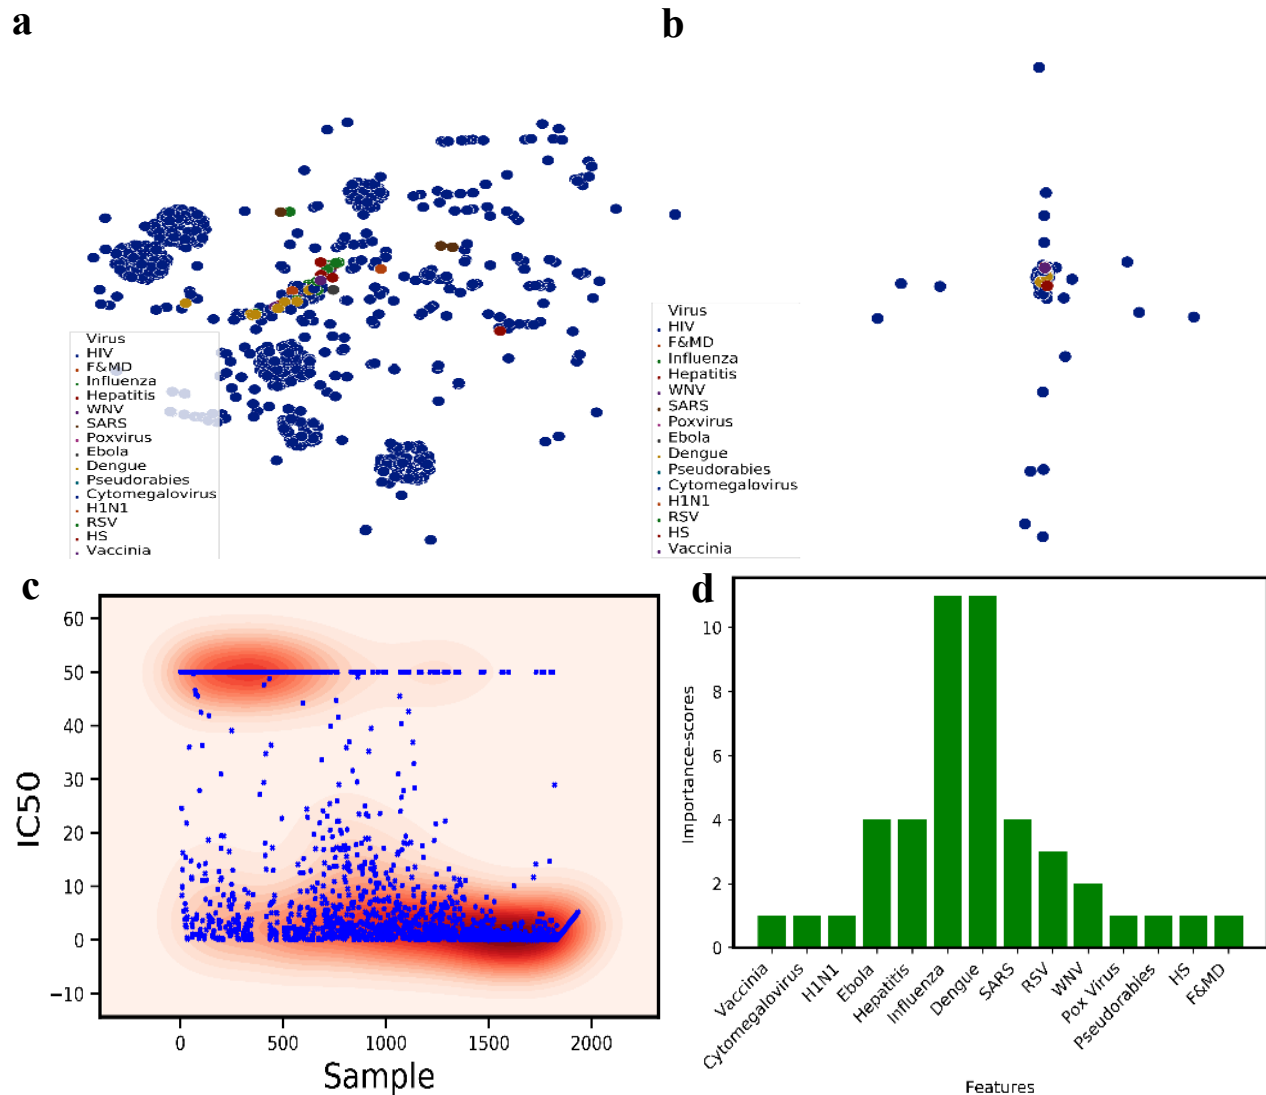 a
b
Virus
HIV
F&MD
Influenza
Hepatitis
WNV
SARS
Poxvirus
Ebola
Dengue
Pseudorabies
Cytomegalovirus
H1N1
RSV
HS
Vaccinia
Virus
HIV
F&MD
Influenza
Hepatitis
WNV
SARS
Poxvirus
Ebola
Dengue
Pseudorabies
Cytomegalovirus
H1N1
RSV
HS
Vaccinia
c
60
50
40
30
20
10
0
−10
IC50
0
500
1000
1500
2000
Sample
d
10
8
6
4
2
0
Importance-scores
Vaccinia
Cytomegalovirus
H1N1
Ebola
Hepatitis
Influenza
Dengue
SARS
RSV
WNV
Pox Virus
Pseudorabies
HS
F&MD
Features